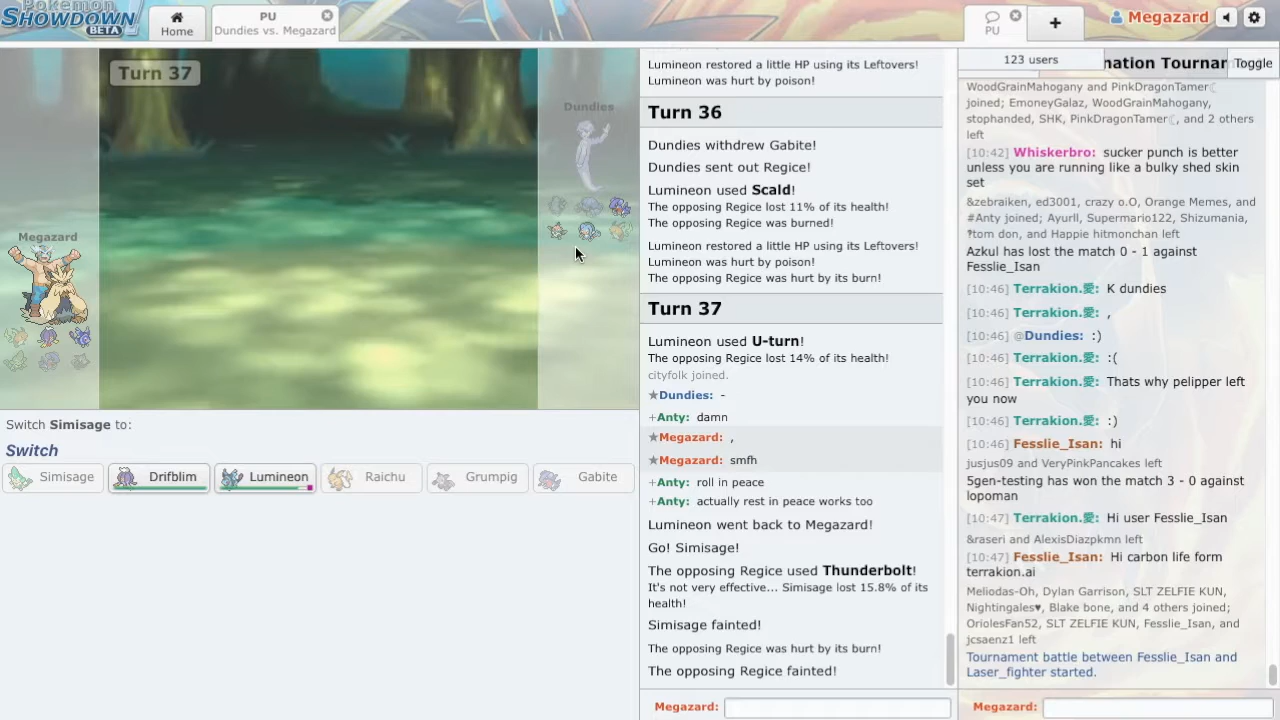 Pokémon
SHOWDOWN
BETA
Home
PU
Dundies vs. Megazard
PU
+
Megazard
Turn 37
Dundies
Megazard
Switch Simisage to:
Switch
Simisage
Drifblim
Lumineon
Raichu
Grumpig
Gabite
Lumineon restored a little HP using its Leftovers!
Lumineon was hurt by poison!
Turn 36
Dundies withdrew Gabite!
Dundies sent out Regice!
Lumineon used Scald!
The opposing Regice lost 11% of its health!
The opposing Regice was burned!
Lumineon restored a little HP using its Leftovers!
Lumineon was hurt by poison!
The opposing Regice was hurt by its burn!
Turn 37
Lumineon used U-turn!
The opposing Regice lost 14% of its health!
cityfolk joined.
★Dundies: -
+Anty: damn
★Megazard: ,
★Megazard: smfh
+Anty: roll in peace
+Anty: actually rest in peace works too
Lumineon went back to Megazard!
Go! Simisage!
The opposing Regice used Thunderbolt!
It's not very effective... Simisage lost 15.8% of its
health!
Simisage fainted!
The opposing Regice was hurt by its burn!
The opposing Regice fainted!
Megazard:
123 users
nation Tournar
Toggle
WoodGrainMahogany and PinkDragonTamer☾
joined; EmoneyGalaz, WoodGrainMahogany,
stophanded, SHK, PinkDragonTamer☾, and 2 others
left
[10:42] Whiskerbro: sucker punch is better
unless you are running like a bulky shed skin
set
&zebraiken, ed3001, crazy o.O, Orange Memes, and
#Anty joined; Ayurll, Supermario122, Shizumania,
‽tom don, and Happie hitmonchan left
Azkul has lost the match 0 - 1 against
Fesslie_Isan
[10:46] Terrakion.愛: K dundies
[10:46] Terrakion.愛: ,
[10:46] @Dundies: :)
[10:46] Terrakion.愛: :(
[10:46] Terrakion.愛: Thats why pelipper left
you now
[10:46] Terrakion.愛: :)
[10:46] Fesslie_Isan: hi
jusjus09 and VeryPinkPancakes left
5gen-testing has won the match 3 - 0 against
lopoman
[10:47] Terrakion.愛: Hi user Fesslie_Isan
&raseri and AlexisDiazpkmn left
[10:47] Fesslie_Isan: Hi carbon life form
terrakion.ai
Meliodas-Oh, Dylan Garrison, SLT ZELFIE KUN,
Nightingales♥, Blake bone, and 4 others joined;
OriolesFan52, SLT ZELFIE KUN, Fesslie_Isan, and
jcsaenz1 left
Tournament battle between Fesslie_Isan and
Laser_fighter started.
Megazard: